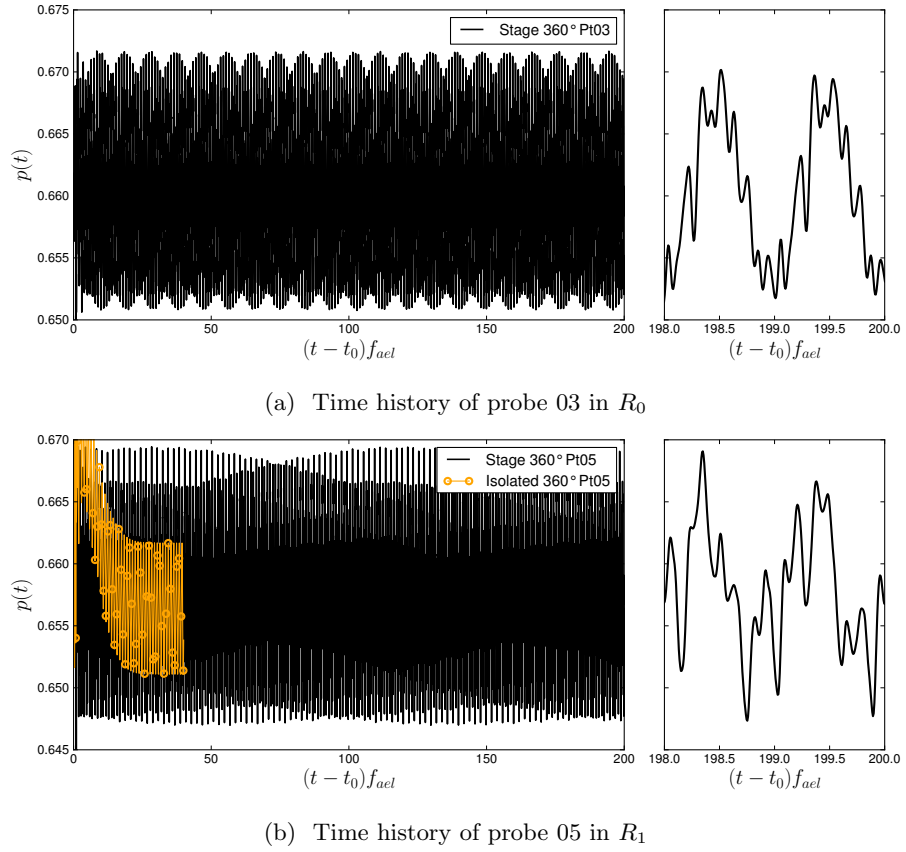 0.675
0.670
0.665
0.660
0.655
0.650
p(t)
Stage 360° Pt03
0 50 100 150 200
(t − t₀)f_ael
198.0 198.5 199.0 199.5 200.0
(t − t₀)f_ael
(a) Time history of probe 03 in R₀
0.670
0.665
0.660
0.655
0.650
0.645
p(t)
Stage 360° Pt05
Isolated 360° Pt05
0 50 100 150 200
(t − t₀)f_ael
198.0 198.5 199.0 199.5 200.0
(t − t₀)f_ael
(b) Time history of probe 05 in R₁